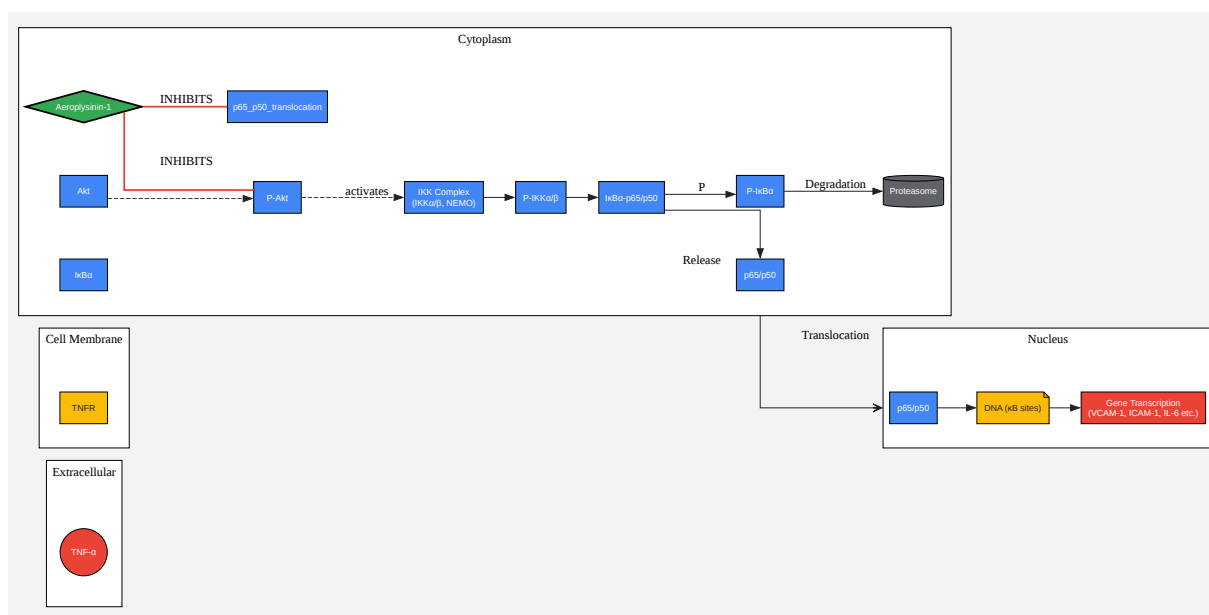 Cytoplasm
Aeroplysinin-1
INHIBITS
p65_p50_translocation
INHIBITS
Akt
P-Akt
activates
IKK Complex
(IKKα/β, NEMO)
P-IKKα/β
IκBα-p65/p50
P
P-IκBα
Degradation
Proteasome
IκBα
Release
p65/p50
Cell Membrane
TNFR
Translocation
Nucleus
p65/p50
DNA (κB sites)
Gene Transcription
(VCAM-1, ICAM-1, IL-6 etc.)
Extracellular
TNF-α